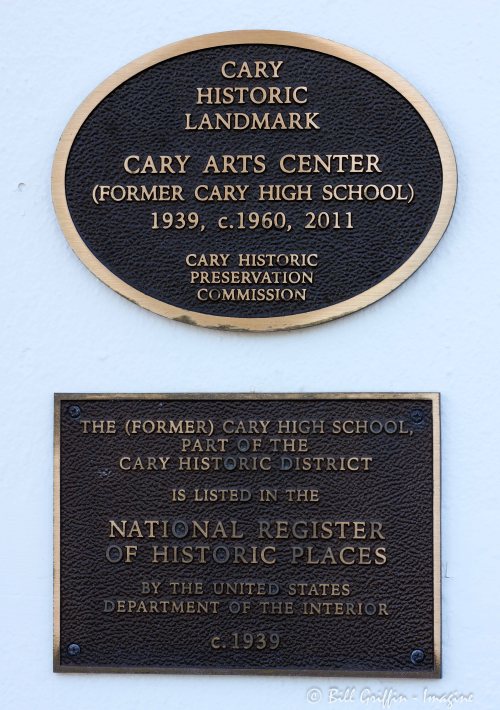 CARY
HISTORIC
LANDMARK
CARY ARTS CENTER
(FORMER CARY HIGH SCHOOL)
1939, c.1960, 2011
CARY HISTORIC
PRESERVATION
COMMISSION
THE (FORMER) CARY HIGH SCHOOL,
PART OF THE
CARY HISTORIC DISTRICT
IS LISTED IN THE
NATIONAL REGISTER
OF HISTORIC PLACES
BY THE UNITED STATES
DEPARTMENT OF THE INTERIOR
c.1939
© Bill Griffin - Imagine